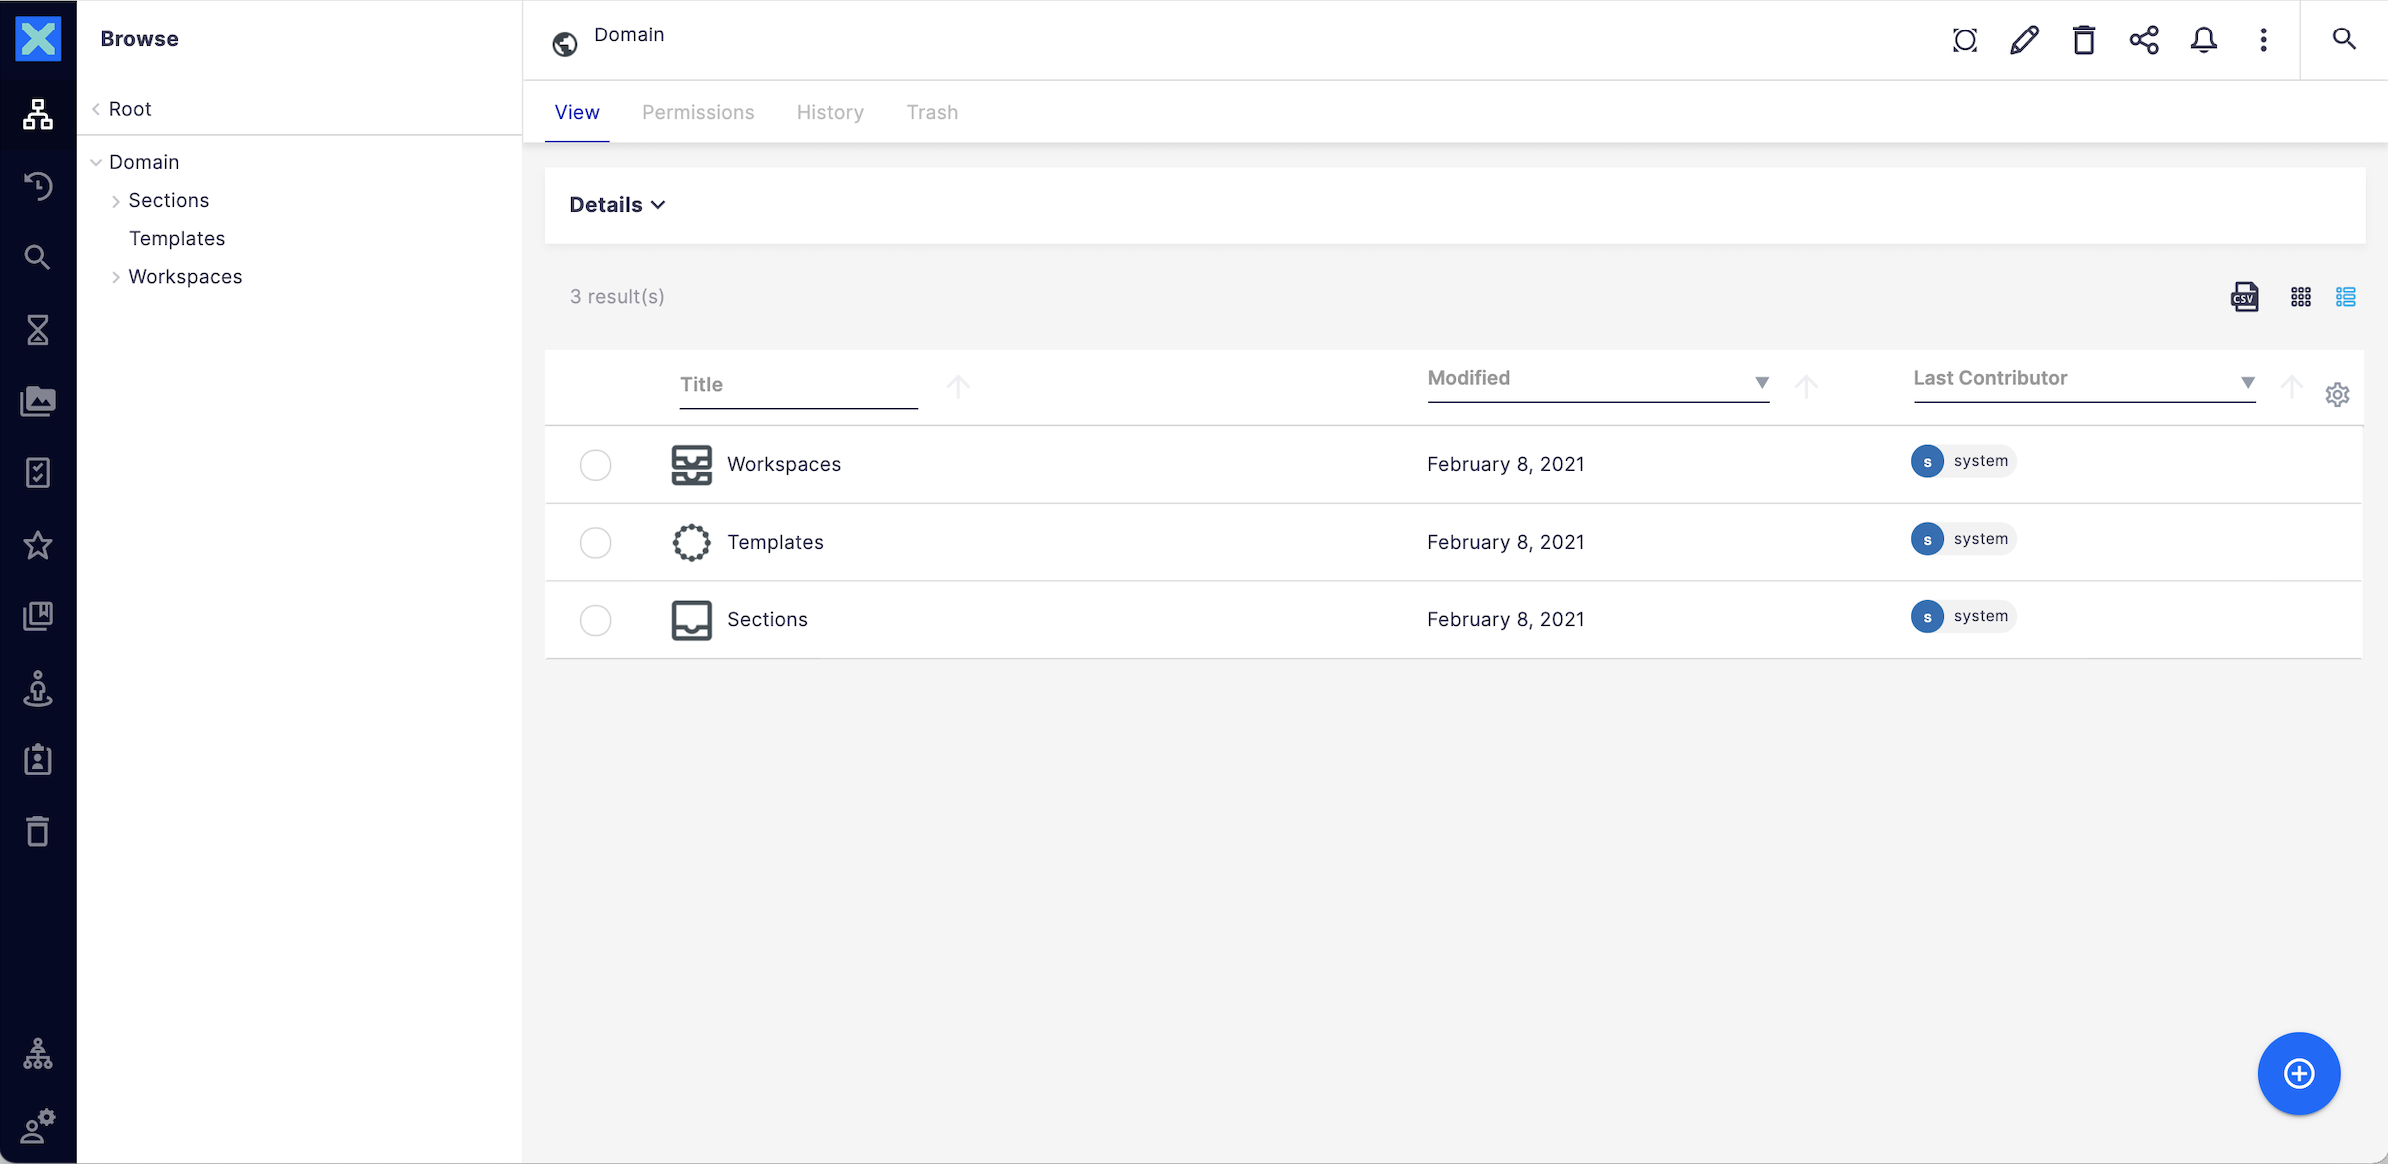 Browse
Root
Domain
Sections
Templates
Workspaces
Domain
View Permissions History Trash
Details
3 result(s)
CSV
Title Modified Last Contributor
Workspaces February 8, 2021 s system
Templates February 8, 2021 s system
Sections February 8, 2021 s system